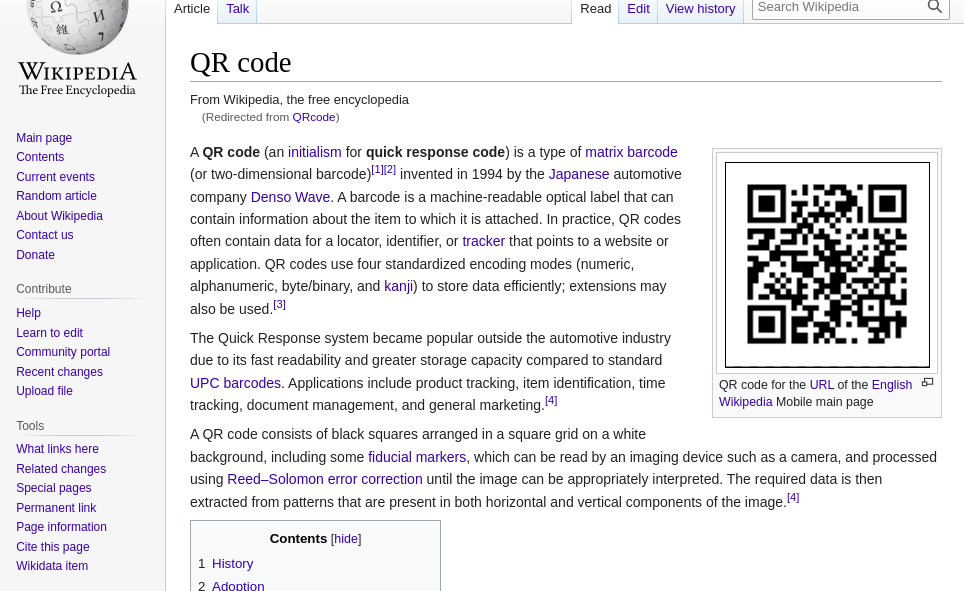 Article Talk Read Edit View history Search Wikipedia
WIKIPEDIA
The Free Encyclopedia
Main page
Contents
Current events
Random article
About Wikipedia
Contact us
Donate
Contribute
Help
Learn to edit
Community portal
Recent changes
Upload file
Tools
What links here
Related changes
Special pages
Permanent link
Page information
Cite this page
Wikidata item
QR code
From Wikipedia, the free encyclopedia
(Redirected from QRcode)
A QR code (an initialism for quick response code) is a type of matrix barcode
(or two-dimensional barcode)[1][2] invented in 1994 by the Japanese automotive
company Denso Wave. A barcode is a machine-readable optical label that can
contain information about the item to which it is attached. In practice, QR codes
often contain data for a locator, identifier, or tracker that points to a website or
application. QR codes use four standardized encoding modes (numeric,
alphanumeric, byte/binary, and kanji) to store data efficiently; extensions may
also be used.[3]
The Quick Response system became popular outside the automotive industry
due to its fast readability and greater storage capacity compared to standard
UPC barcodes. Applications include product tracking, item identification, time
tracking, document management, and general marketing.[4]
QR code for the URL of the English
Wikipedia Mobile main page
A QR code consists of black squares arranged in a square grid on a white
background, including some fiducial markers, which can be read by an imaging device such as a camera, and processed
using Reed–Solomon error correction until the image can be appropriately interpreted. The required data is then
extracted from patterns that are present in both horizontal and vertical components of the image.[4]
Contents [hide]
1 History
2 Adoption